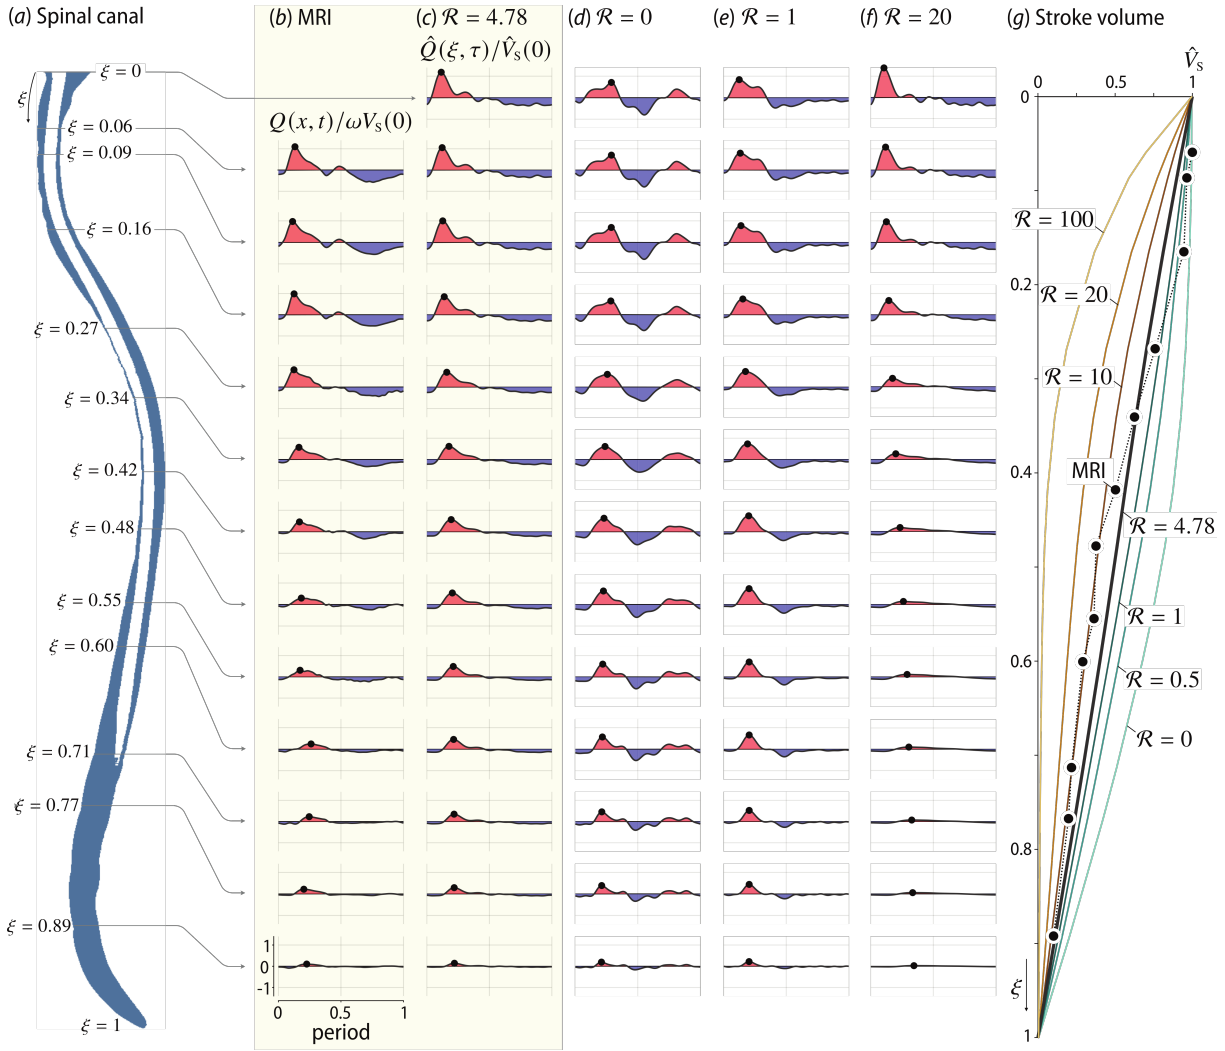 (a) Spinal canal
(b) MRI
(c) ℛ = 4.78
(d) ℛ = 0
(e) ℛ = 1
(f) ℛ = 20
(g) Stroke volume
Q̂(ξ, τ)/V̂S(0)
Q(x, t)/ωVS(0)
ξ
ξ = 0
ξ = 0.06
ξ = 0.09
ξ = 0.16
ξ = 0.27
ξ = 0.34
ξ = 0.42
ξ = 0.48
ξ = 0.55
ξ = 0.60
ξ = 0.71
ξ = 0.77
ξ = 0.89
ξ = 1
1
0
-1
0 0.5 1
period
V̂S
0 0.5 1
0
0.2
0.4
0.6
0.8
1
ξ
ℛ = 100
ℛ = 20
ℛ = 10
MRI
ℛ = 4.78
ℛ = 1
ℛ = 0.5
ℛ = 0